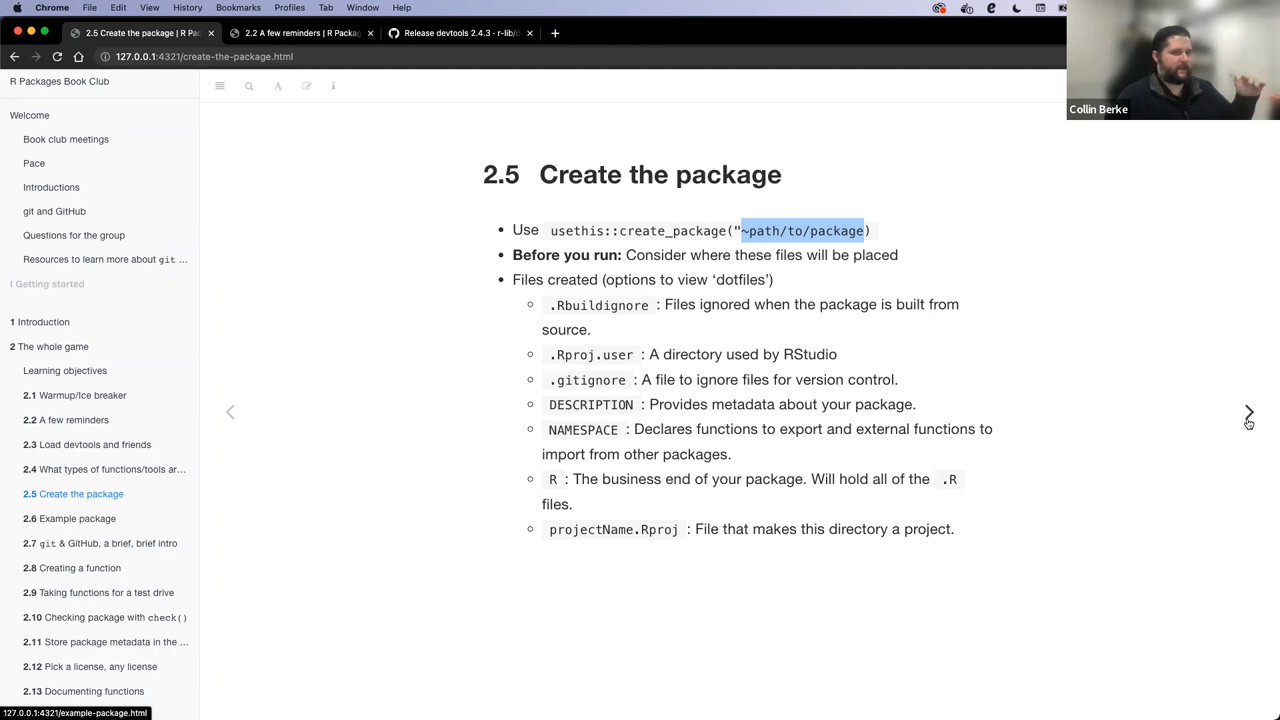 Chrome File Edit View History Bookmarks Profiles Tab Window Help
2.5 Create the package | R Pac
2.2 A few reminders | R Packag
Release devtools 2.4.3 · r-lib/d
127.0.0.1:4321/create-the-package.html
R Packages Book Club
Welcome
Book club meetings
Pace
Introductions
git and GitHub
Questions for the group
Resources to learn more about git ...
I Getting started
1 Introduction
2 The whole game
Learning objectives
2.1 Warmup/Ice breaker
2.2 A few reminders
2.3 Load devtools and friends
2.4 What types of functions/tools ar...
2.5 Create the package
2.6 Example package
2.7 git & GitHub, a brief, brief intro
2.8 Creating a function
2.9 Taking functions for a test drive
2.10 Checking package with check()
2.11 Store package metadata in the ...
2.12 Pick a license, any license
2.13 Documenting functions
127.0.0.1:4321/example-package.html
2.5 Create the package
• Use usethis::create_package("~path/to/package)
• Before you run: Consider where these files will be placed
• Files created (options to view ‘dotfiles’)
.Rbuildignore : Files ignored when the package is built from
source.
.Rproj.user : A directory used by RStudio
.gitignore : A file to ignore files for version control.
DESCRIPTION : Provides metadata about your package.
NAMESPACE : Declares functions to export and external functions to
import from other packages.
R : The business end of your package. Will hold all of the .R
files.
projectName.Rproj : File that makes this directory a project.
Collin Berke